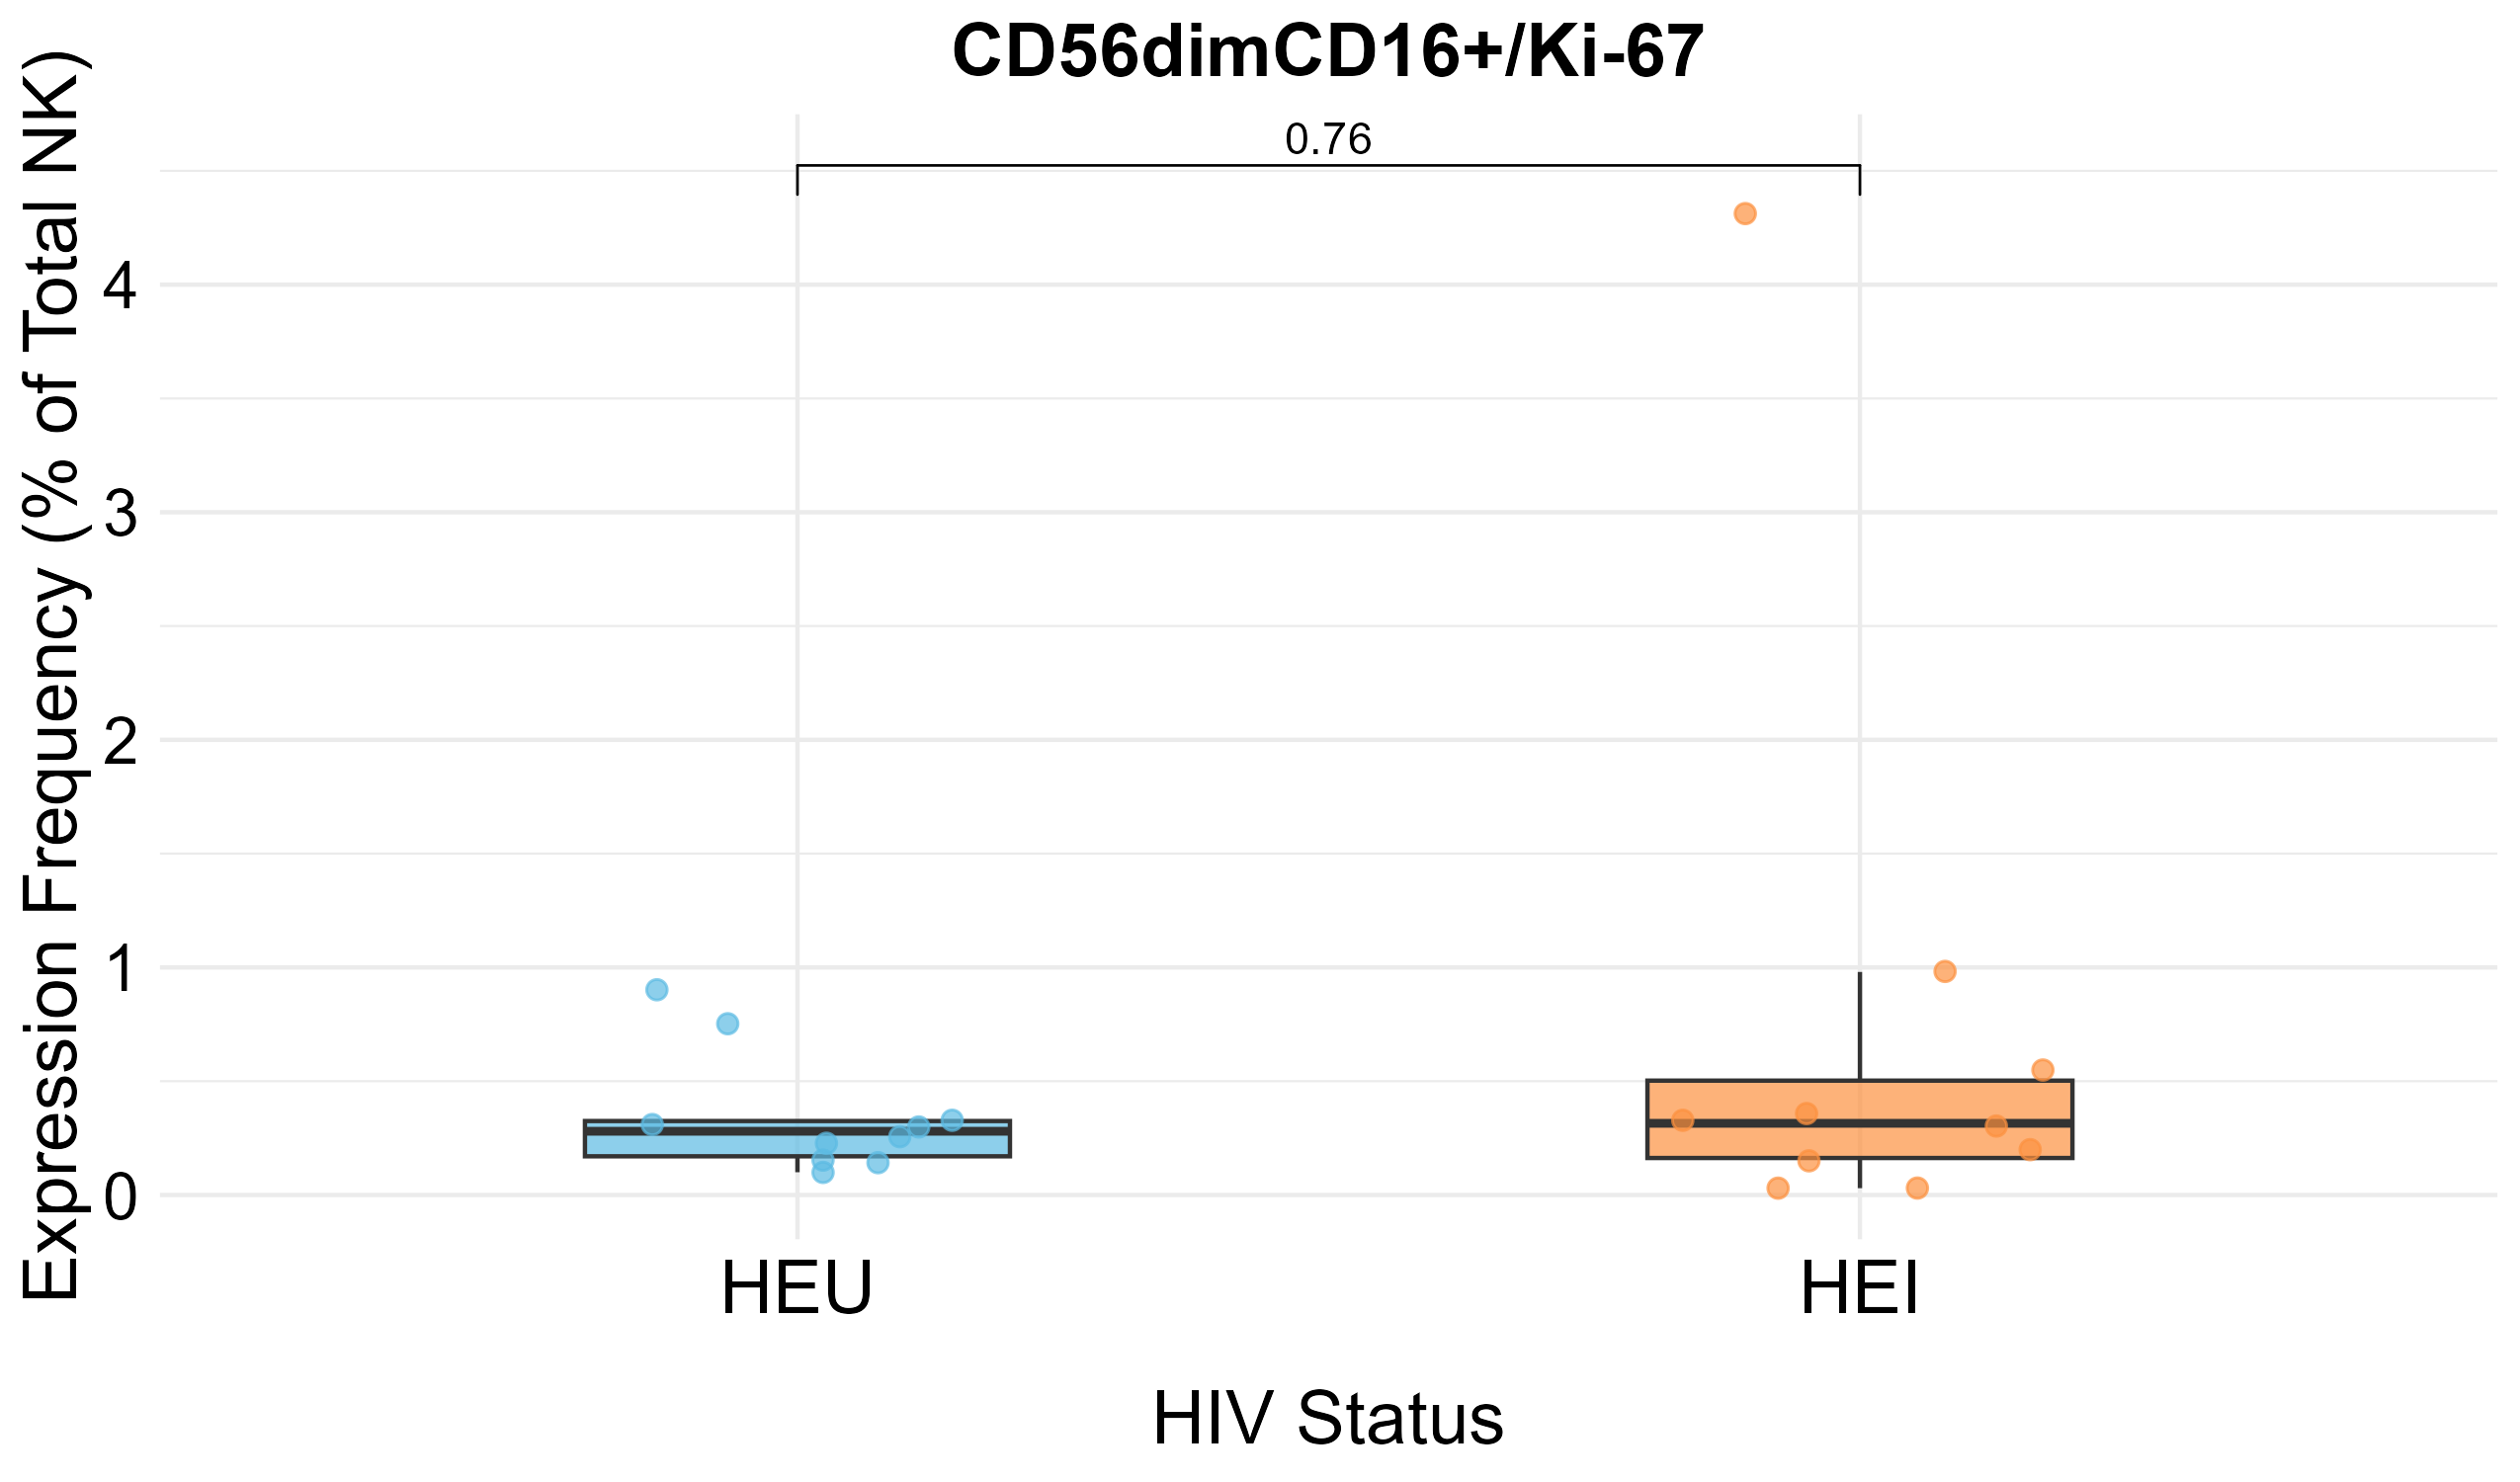 CD56dimCD16+/Ki-67
0.76
Expression Frequency (% of Total NK)
4
3
2
1
0
HEU
HEI
HIV Status